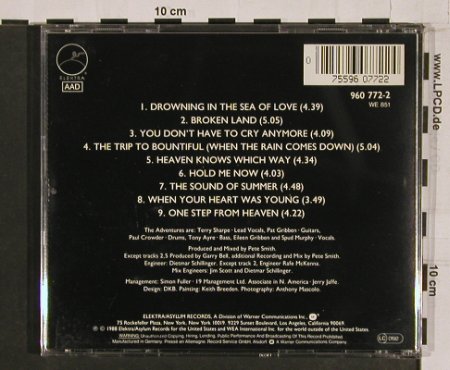 10 cm
ELEKTRA
AAD
0
75596 07722
960 772-2
WE 851
1. DROWNING IN THE SEA OF LOVE (4.39)
2. BROKEN LAND (5.05)
3. YOU DON'T HAVE TO CRY ANYMORE (4.09)
4. THE TRIP TO BOUNTIFUL (WHEN THE RAIN COMES DOWN) (5.04)
5. HEAVEN KNOWS WHICH WAY (4.34)
6. HOLD ME NOW (4.03)
7. THE SOUND OF SUMMER (4.48)
8. WHEN YOUR HEART WAS YOUNG (3.49)
9. ONE STEP FROM HEAVEN (4.22)
The Adventures are: Terry Sharpe - Lead Vocals, Pat Gribben - Guitars,
Paul Crowder - Drums, Tony Ayre - Bass, Eileen Gribben and Spud Murphy - Vocals.
Produced and Mixed by Pete Smith.
Except tracks 2,5 Produced by Garry Bell, additional Recording and Mix by Pete Smith.
Engineer: Dietmar Schillinger. Except track 2. Engineer Rafe McKenna.
Mix Engineers: Jim Scott and Dietmar Schillinger.
Management: Simon Fuller - 19 Management Ltd. Associate In N. America - Jerry Jaffe.
Design: DKB. Painting: Keith Breeden. Photography: Anthony Mascolo.
ELEKTRA/ASYLUM RECORDS, A Division of Warner Communications Inc.
75 Rockefeller Plaza, New York, New York 10019. 9229 Sunset Boulevard, Los Angeles, California 90069.
℗ © 1988 Elektra/Asylum Records for the United States and WEA International Inc. for the world outside of the United States.
LC 0192
www.LPCD.de
10 cm